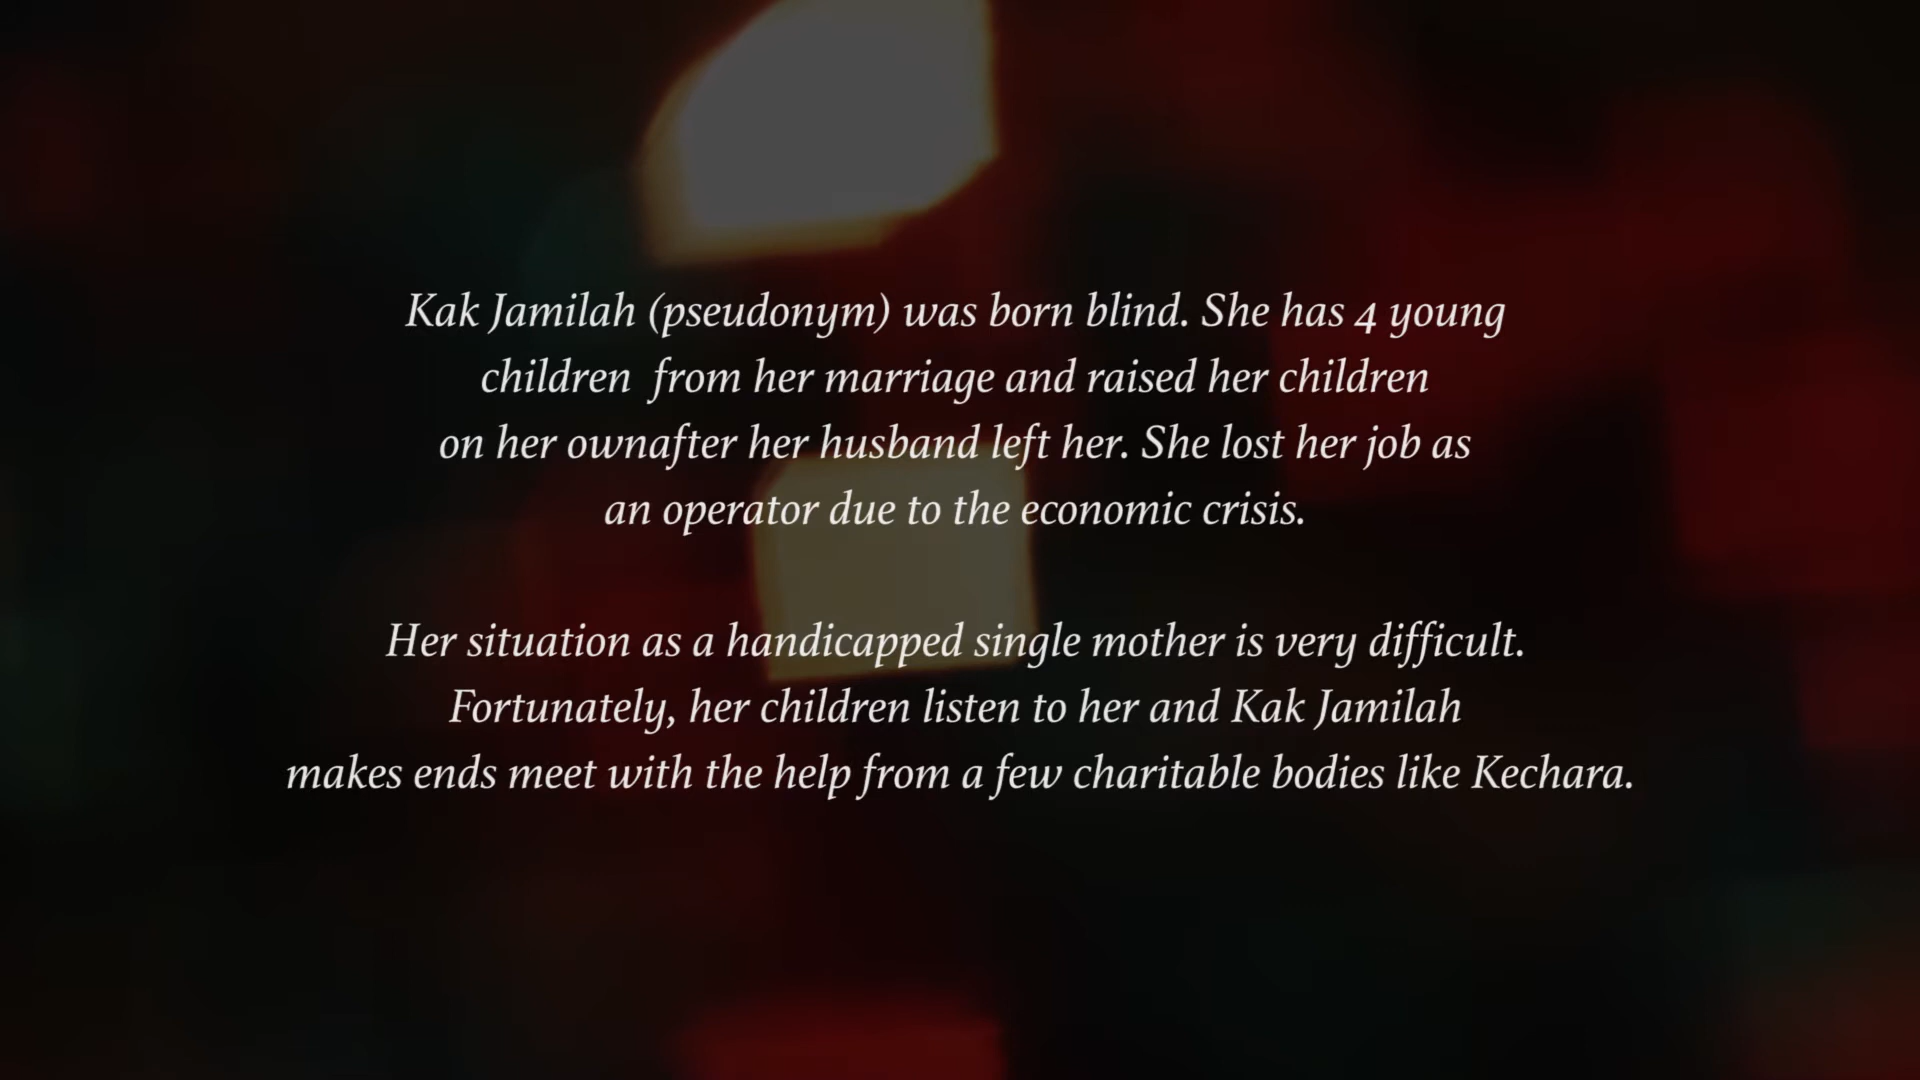 Kak Jamilah (pseudonym) was born blind. She has 4 young
children  from her marriage and raised her children
on her ownafter her husband left her. She lost her job as
an operator due to the economic crisis.
Her situation as a handicapped single mother is very difficult.
Fortunately, her children listen to her and Kak Jamilah
makes ends meet with the help from a few charitable bodies like Kechara.